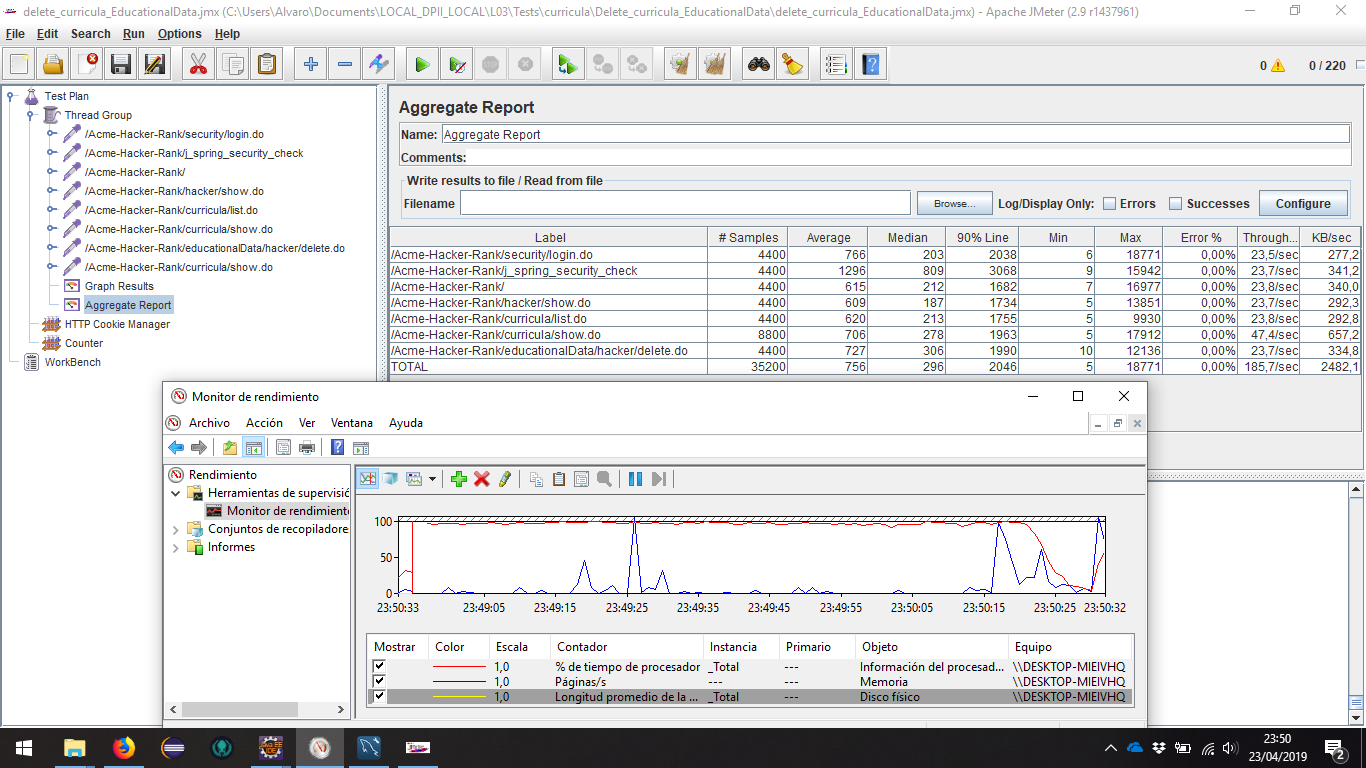 delete_curricula_EducationalData.jmx (C:\Users\Alvaro\Documents\LOCAL_DPII_LOCAL\L03\Tests\curricula\Delete_curricula_EducationalData\delete_curricula_EducationalData.jmx) - Apache JMeter (2.9 r1437961)
File Edit Search Run Options Help
0 0 / 220
Test Plan
Thread Group
/Acme-Hacker-Rank/security/login.do
/Acme-Hacker-Rank/j_spring_security_check
/Acme-Hacker-Rank/
/Acme-Hacker-Rank/hacker/show.do
/Acme-Hacker-Rank/curricula/list.do
/Acme-Hacker-Rank/curricula/show.do
/Acme-Hacker-Rank/educationalData/hacker/delete.do
/Acme-Hacker-Rank/curricula/show.do
Graph Results
Aggregate Report
HTTP Cookie Manager
Counter
WorkBench
Aggregate Report
Name: Aggregate Report
Comments:
Write results to file / Read from file
Filename Browse... Log/Display Only: Errors Successes Configure
Label # Samples Average Median 90% Line Min Max Error % Through... KB/sec
/Acme-Hacker-Rank/security/login.do 4400 766 203 2038 6 18771 0,00% 23,5/sec 277,2
/Acme-Hacker-Rank/j_spring_security_check 4400 1296 809 3068 9 15942 0,00% 23,7/sec 341,2
/Acme-Hacker-Rank/ 4400 615 212 1682 7 16977 0,00% 23,8/sec 340,0
/Acme-Hacker-Rank/hacker/show.do 4400 609 187 1734 5 13851 0,00% 23,7/sec 292,3
/Acme-Hacker-Rank/curricula/list.do 4400 620 213 1755 5 9930 0,00% 23,8/sec 292,8
/Acme-Hacker-Rank/curricula/show.do 8800 706 278 1963 5 17912 0,00% 47,4/sec 657,2
/Acme-Hacker-Rank/educationalData/hacker/delete.do 4400 727 306 1990 10 12136 0,00% 23,7/sec 334,8
TOTAL 35200 756 296 2046 5 18771 0,00% 185,7/sec 2482,1
Monitor de rendimiento
Archivo Acción Ver Ventana Ayuda
Rendimiento
Herramientas de supervisió
Monitor de rendimiento
Conjuntos de recopiladores
Informes
100
50
0
23:50:33 23:49:05 23:49:15 23:49:25 23:49:35 23:49:45 23:49:55 23:50:05 23:50:15 23:50:25 23:50:32
Mostrar Color Escala Contador Instancia Primario Objeto Equipo
1,0 % de tiempo de procesador _Total --- Información del procesad... \\DESKTOP-MIEIVHQ
1,0 Páginas/s --- --- Memoria \\DESKTOP-MIEIVHQ
1,0 Longitud promedio de la ... _Total --- Disco físico \\DESKTOP-MIEIVHQ
23:50
23/04/2019
2